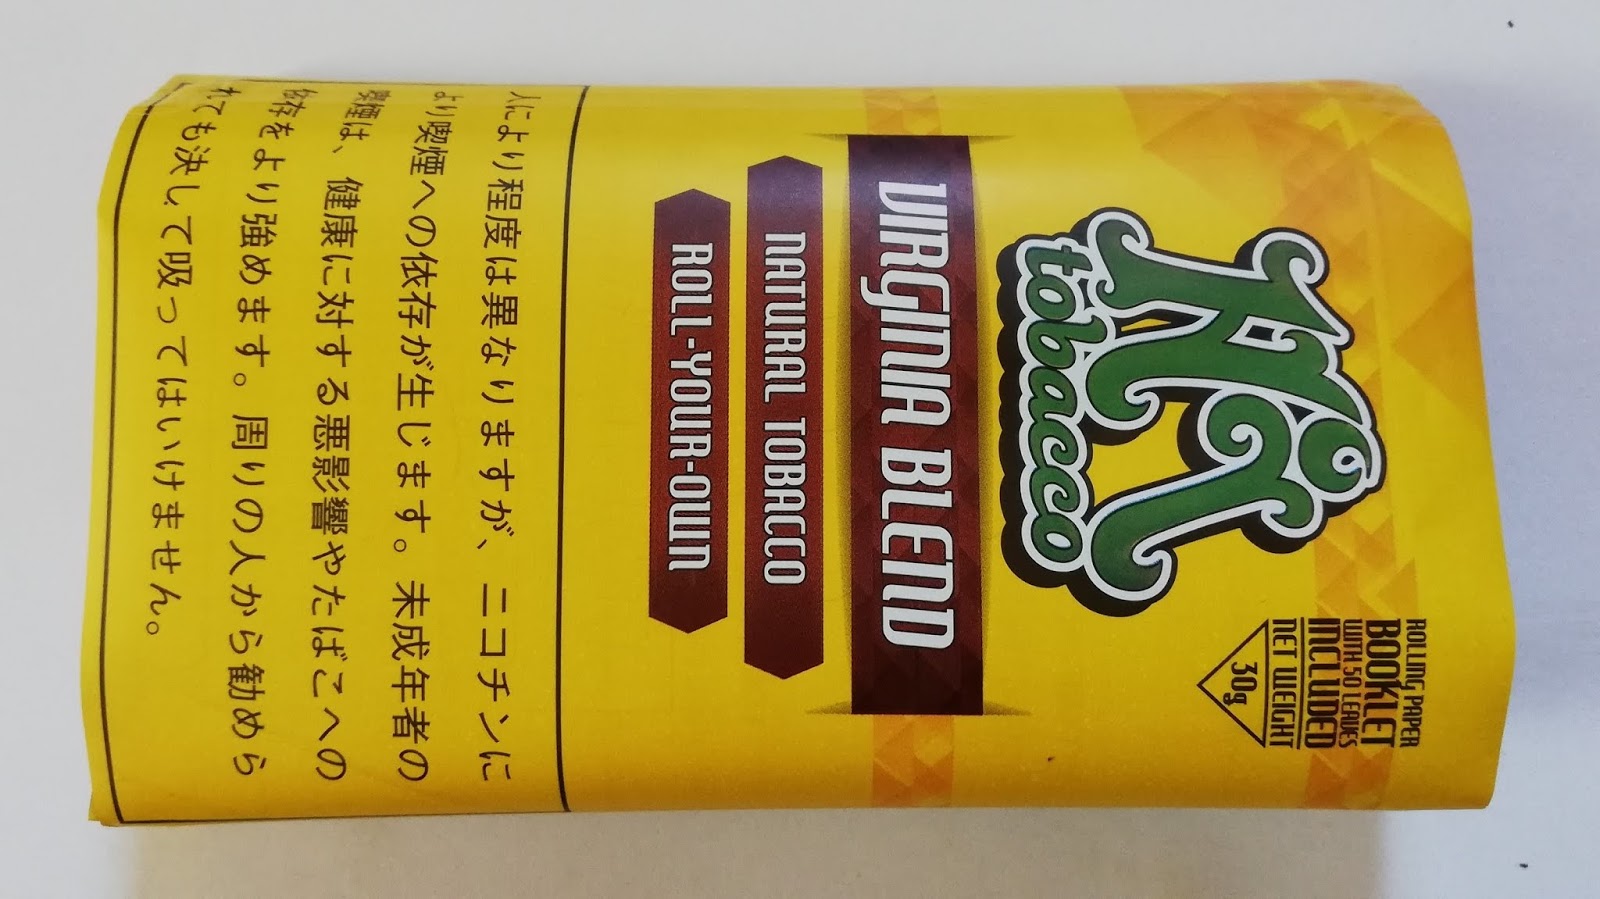 ROLLING PAPER
BOOKLET
WITH 50 LEAVES
INCLUDED
NET WEIGHT
30g
tobacco
VIRGINIA BLEND
NATURAL TOBACCO
ROLL-YOUR-OWN
人により程度は異なりますが、ニコチンに
より喫煙への依存が生じます。未成年者の
喫煙は、健康に対する悪影響やたばこへの
依存をより強めます。周りの人から勧めら
れても決して吸ってはいけません。